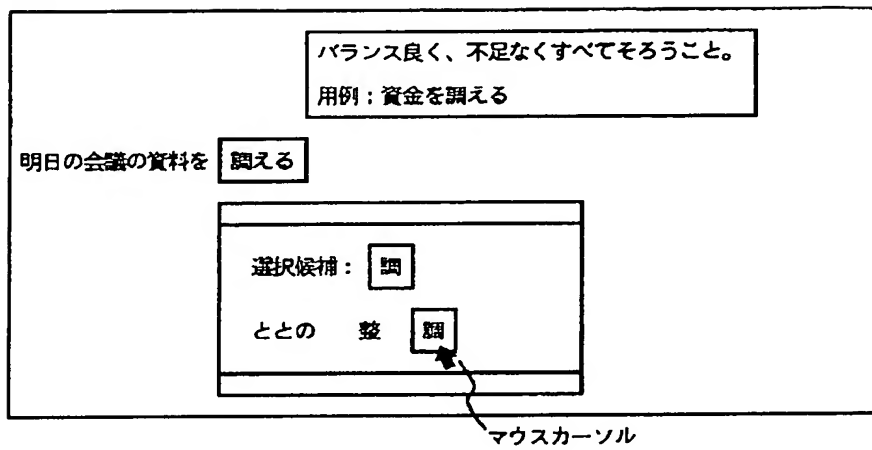 バランス良く、不足なくすべてそろうこと。
用例：資金を調える
明日の会議の資料を 調える
選択候補： 調
ととの 整 調
マウスカーソル